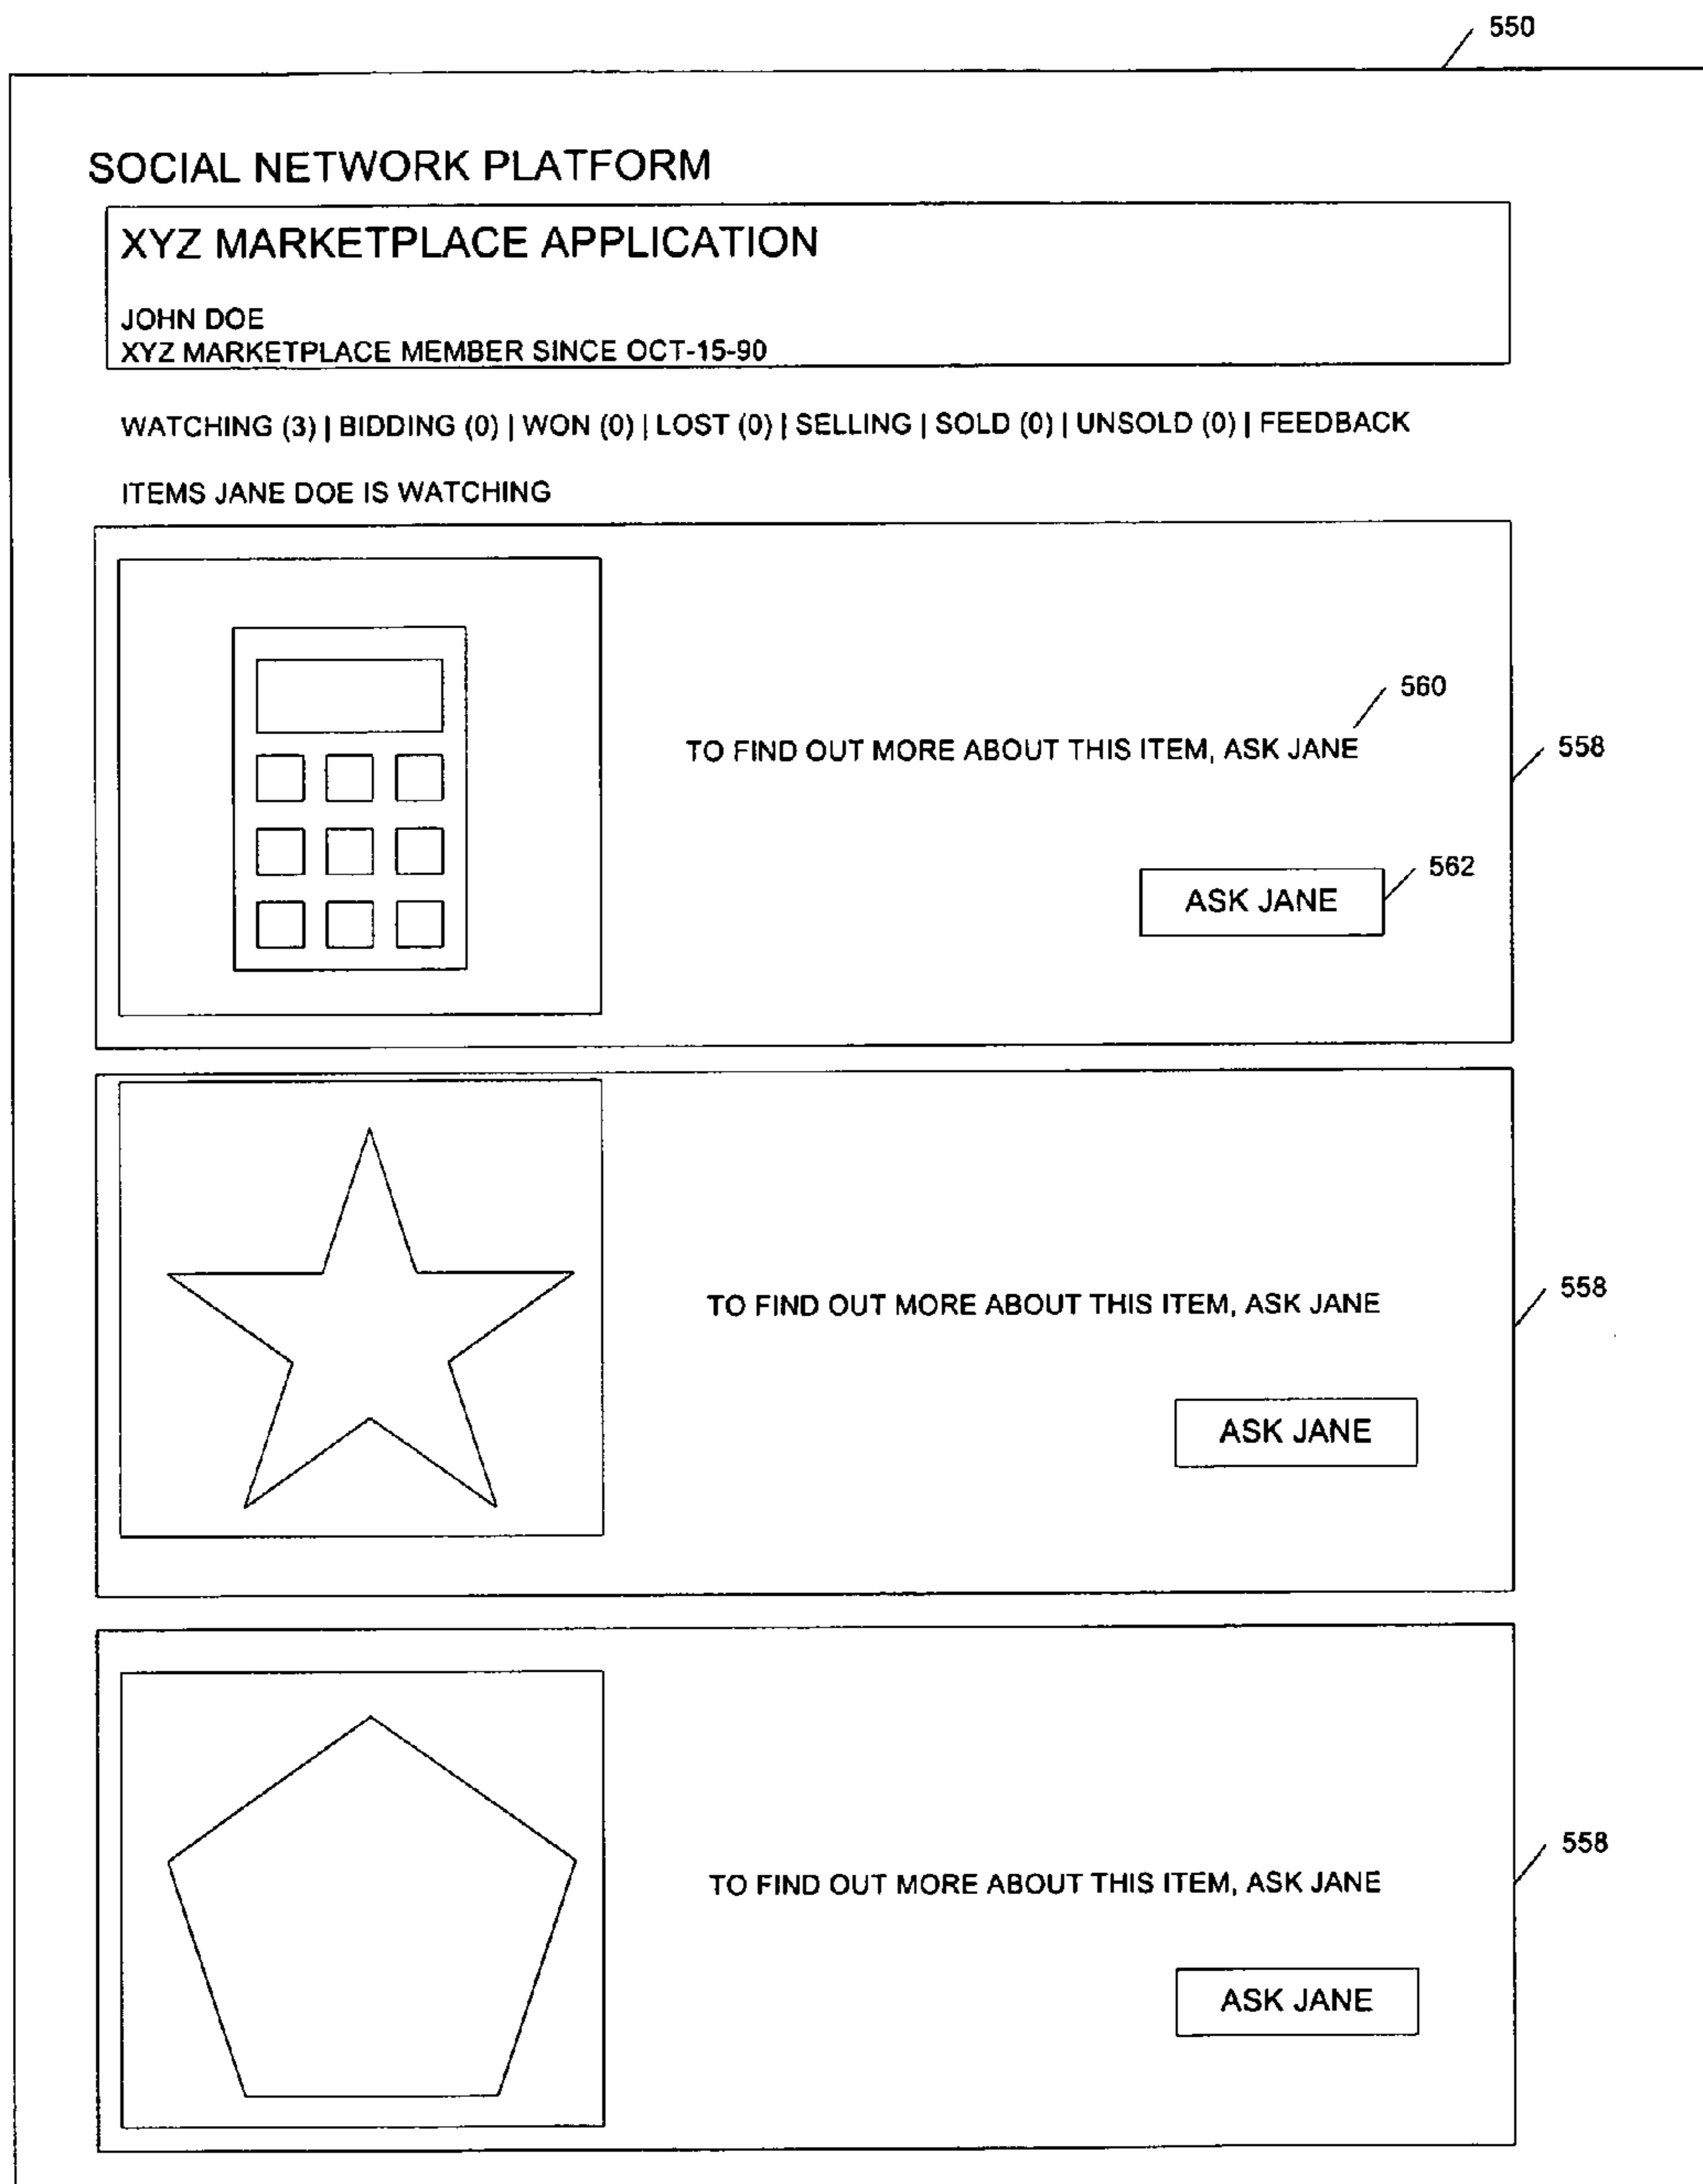 550
SOCIAL NETWORK PLATFORM
XYZ MARKETPLACE APPLICATION
JOHN DOE
XYZ MARKETPLACE MEMBER SINCE OCT-15-90
WATCHING (3) | BIDDING (0) | WON (0) | LOST (0) | SELLING | SOLD (0) | UNSOLD (0) | FEEDBACK
ITEMS JANE DOE IS WATCHING
560
TO FIND OUT MORE ABOUT THIS ITEM, ASK JANE
558
562
ASK JANE
TO FIND OUT MORE ABOUT THIS ITEM, ASK JANE
558
ASK JANE
558
TO FIND OUT MORE ABOUT THIS ITEM, ASK JANE
ASK JANE